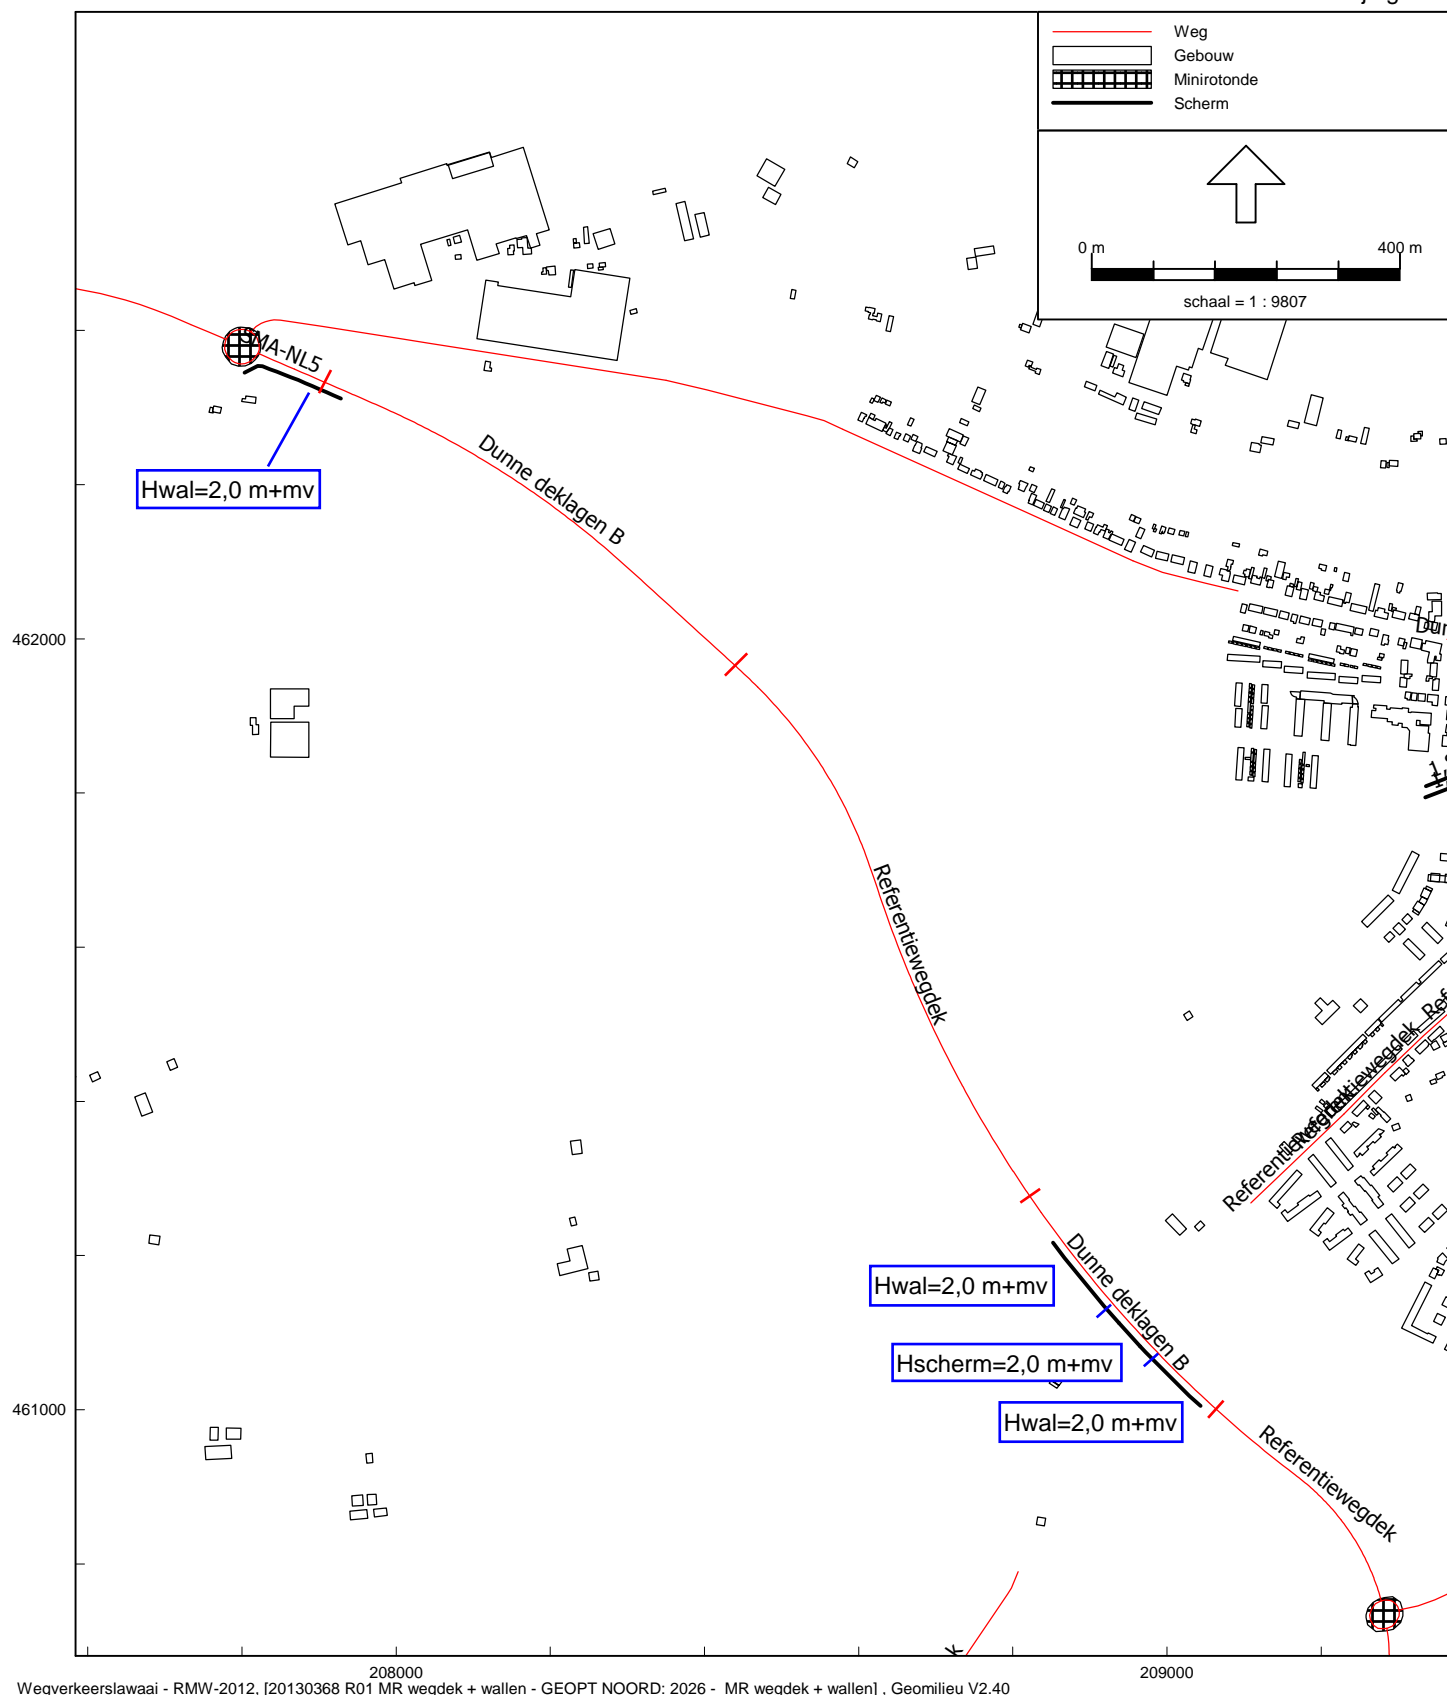 Weg
Gebouw
Minirotonde
Scherm
0 m
400 m
schaal = 1 : 9807
SMA-NL5
Hwal=2,0 m+mv
Dunne deklagen B
462000
Referentiewegdek
Referentiewegdek
Referentiewegdek
Dunne deklagen B
Hwal=2,0 m+mv
Hscherm=2,0 m+mv
Hwal=2,0 m+mv
461000
Referentiewegdek
208000
209000
Wegverkeerslawaai - RMW-2012, [20130368 R01 MR wegdek + wallen - GEOPT NOORD: 2026 - MR wegdek + wallen] , Geomilieu V2.40